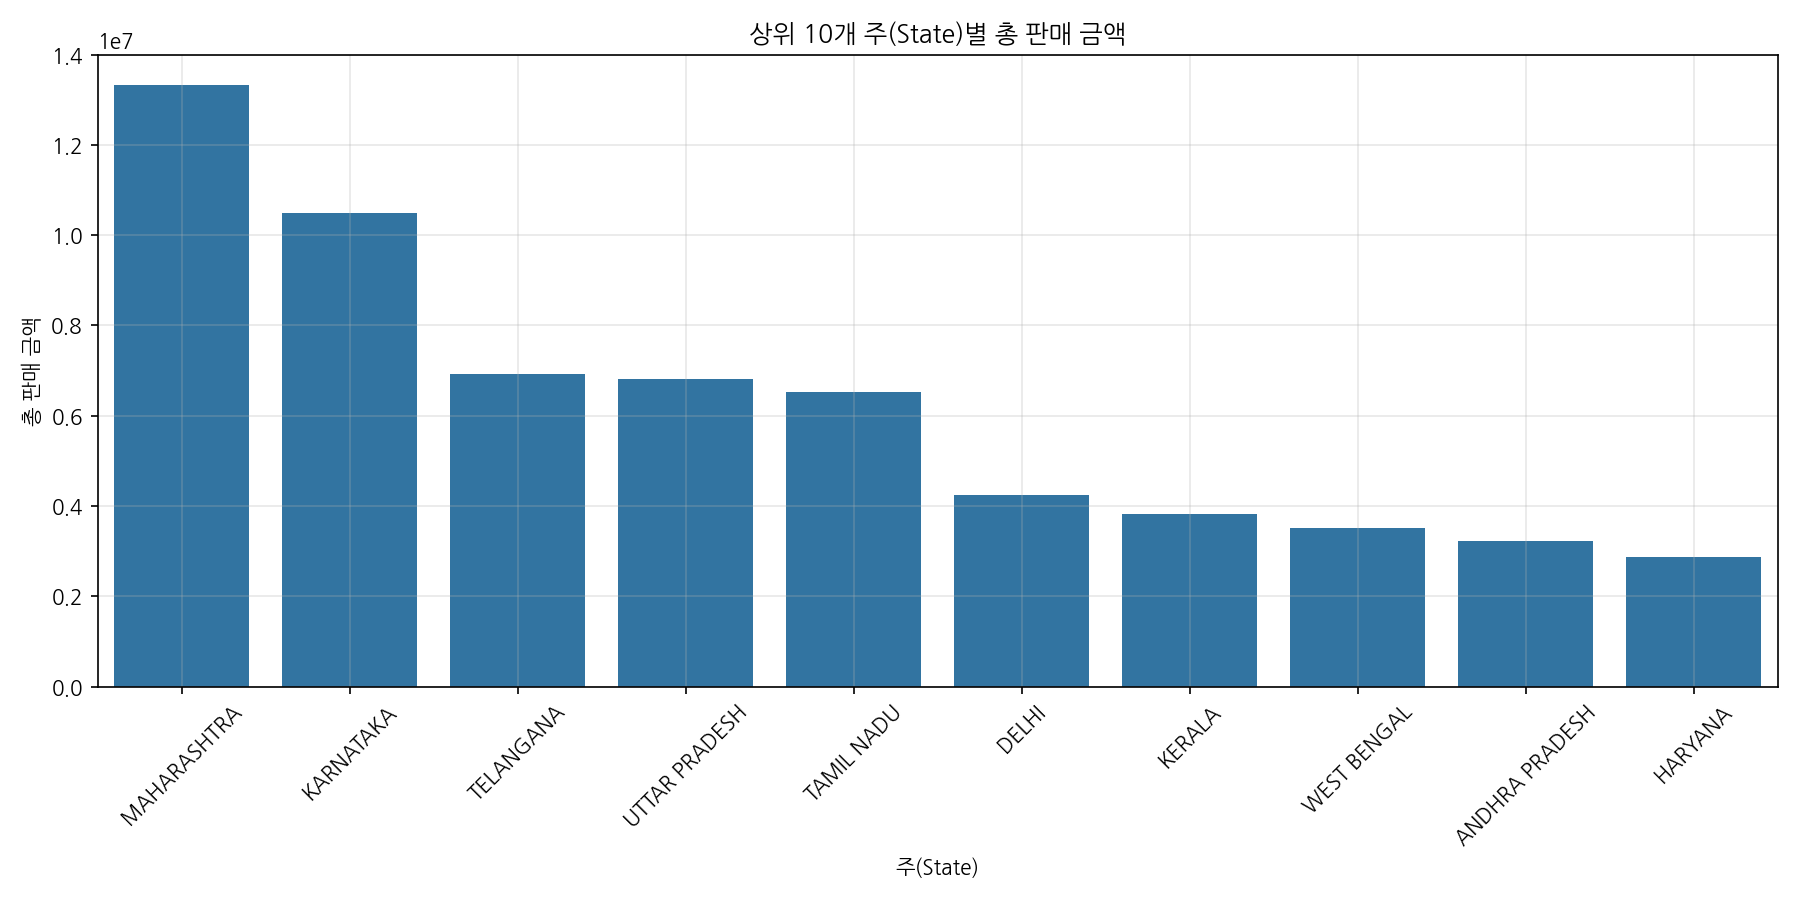 상위 10개 주(State)별 총 판매 금액
1e7
1.4
1.2
1.0
0.8
0.6
0.4
0.2
0.0
총 판매 금액
MAHARASHTRA
KARNATAKA
TELANGANA
UTTAR PRADESH
TAMIL NADU
DELHI
KERALA
WEST BENGAL
ANDHRA PRADESH
HARYANA
주(State)